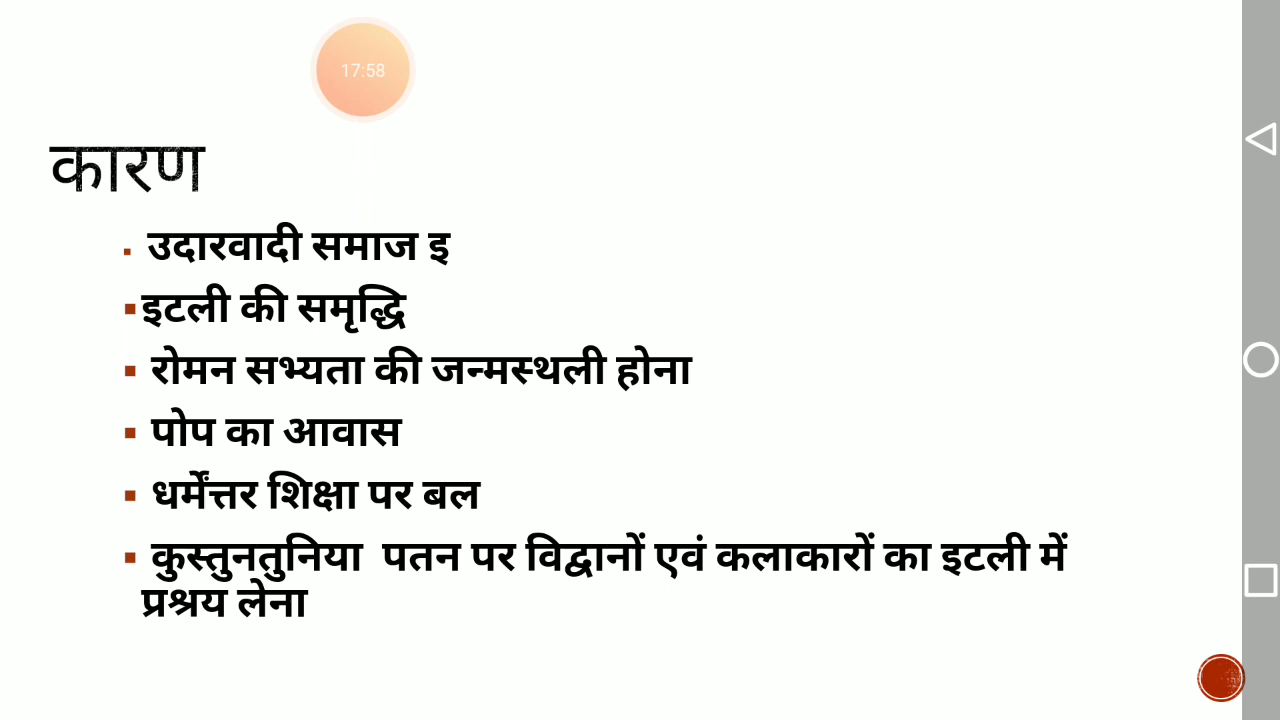 17:58
कारण
▪ उदारवादी समाज इ
▪ इटली की समृद्धि
▪ रोमन सभ्यता की जन्मस्थली होना
▪ पोप का आवास
▪ धर्मेंत्तर शिक्षा पर बल
▪ कुस्तुनतुनिया पतन पर विद्वानों एवं कलाकारों का इटली में
प्रश्रय लेना